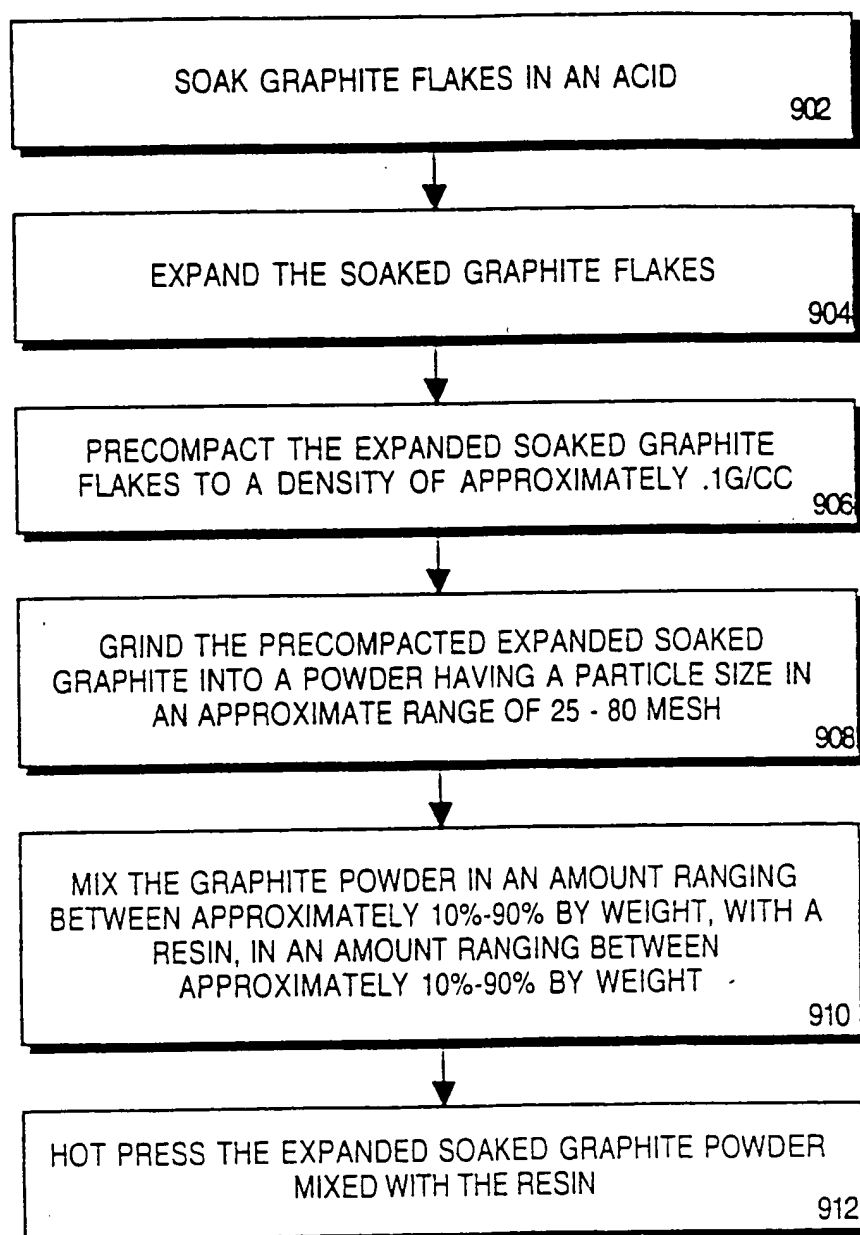 SOAK GRAPHITE FLAKES IN AN ACID
902
EXPAND THE SOAKED GRAPHITE FLAKES
904
PRECOMPACT THE EXPANDED SOAKED GRAPHITE
FLAKES TO A DENSITY OF APPROXIMATELY .1G/CC
906
GRIND THE PRECOMPACTED EXPANDED SOAKED
GRAPHITE INTO A POWDER HAVING A PARTICLE SIZE IN
AN APPROXIMATE RANGE OF 25 - 80 MESH
908
MIX THE GRAPHITE POWDER IN AN AMOUNT RANGING
BETWEEN APPROXIMATELY 10%-90% BY WEIGHT, WITH A
RESIN, IN AN AMOUNT RANGING BETWEEN
APPROXIMATELY 10%-90% BY WEIGHT
910
HOT PRESS THE EXPANDED SOAKED GRAPHITE POWDER
MIXED WITH THE RESIN
912